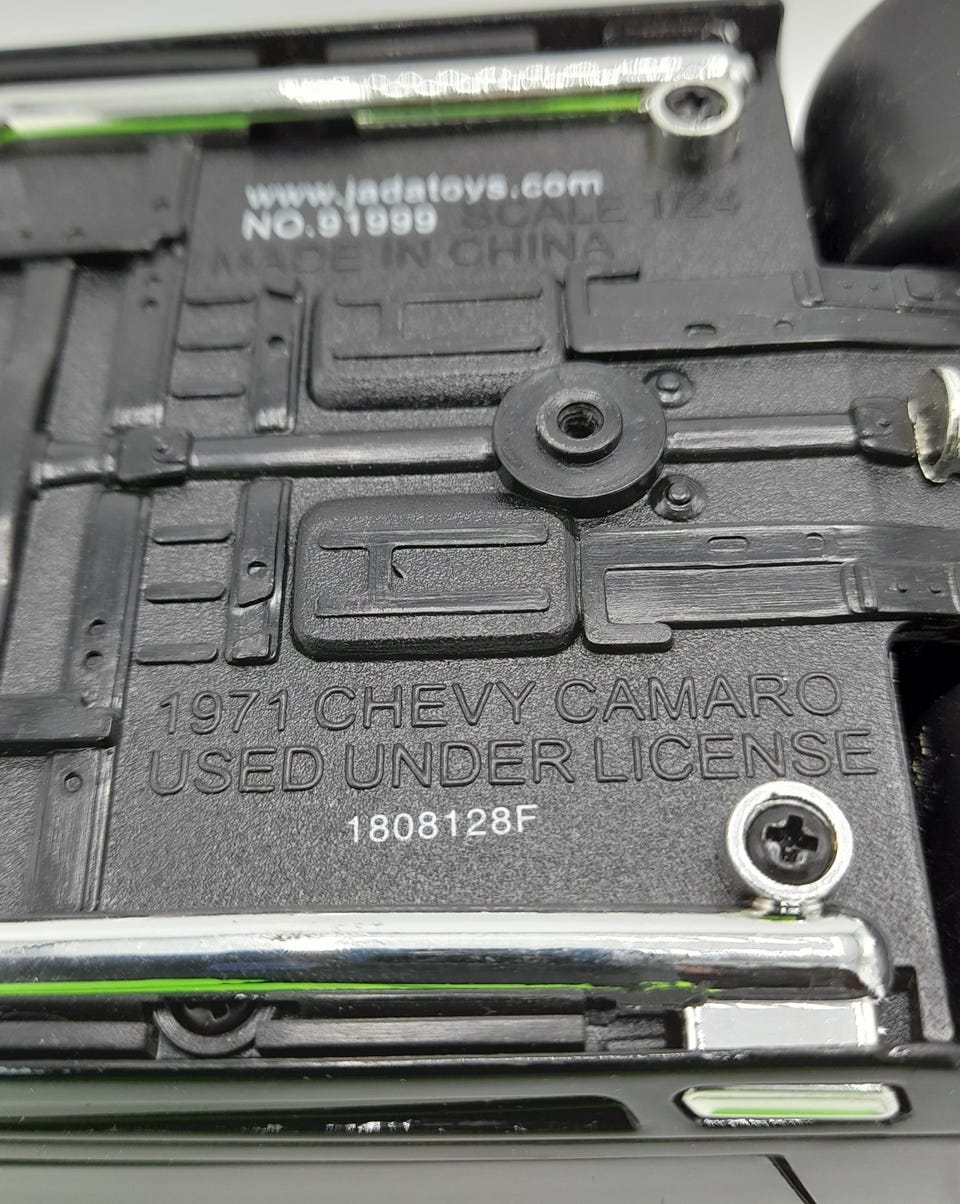 www.jadatoys.com
NO.91999 SCALE 1/24
MADE IN CHINA
1971 CHEVY CAMARO
USED UNDER LICENSE
1808128F